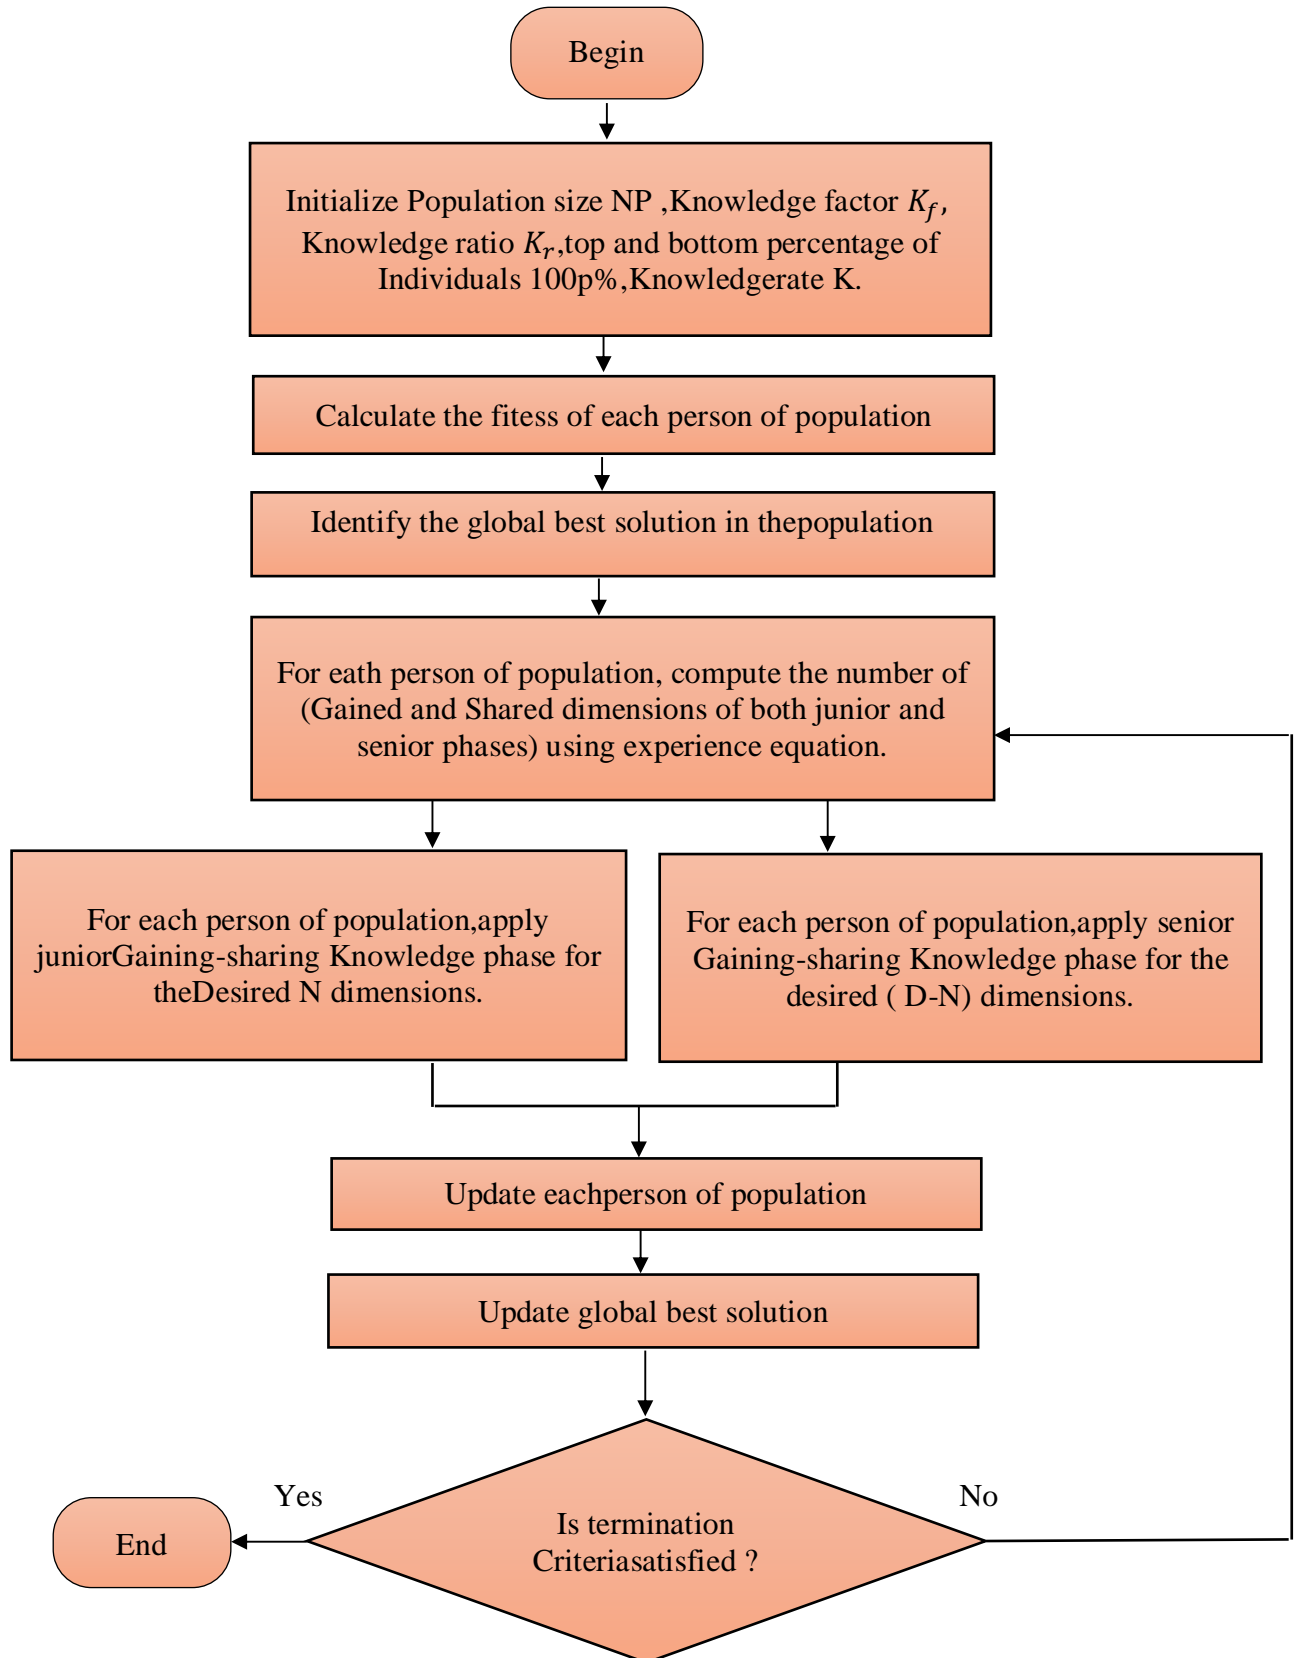 Begin
Initialize Population size NP ,Knowledge factor K_f,
Knowledge ratio K_r,top and bottom percentage of
Individuals 100p%,Knowledgerate K.
Calculate the fitess of each person of population
Identify the global best solution in thepopulation
For eath person of population, compute the number of
(Gained and Shared dimensions of both junior and
senior phases) using experience equation.
For each person of population,apply
juniorGaining-sharing Knowledge phase for
theDesired N dimensions.
For each person of population,apply senior
Gaining-sharing Knowledge phase for the
desired ( D-N) dimensions.
Update eachperson of population
Update global best solution
Yes
No
Is termination
Criteriasatisfied ?
End